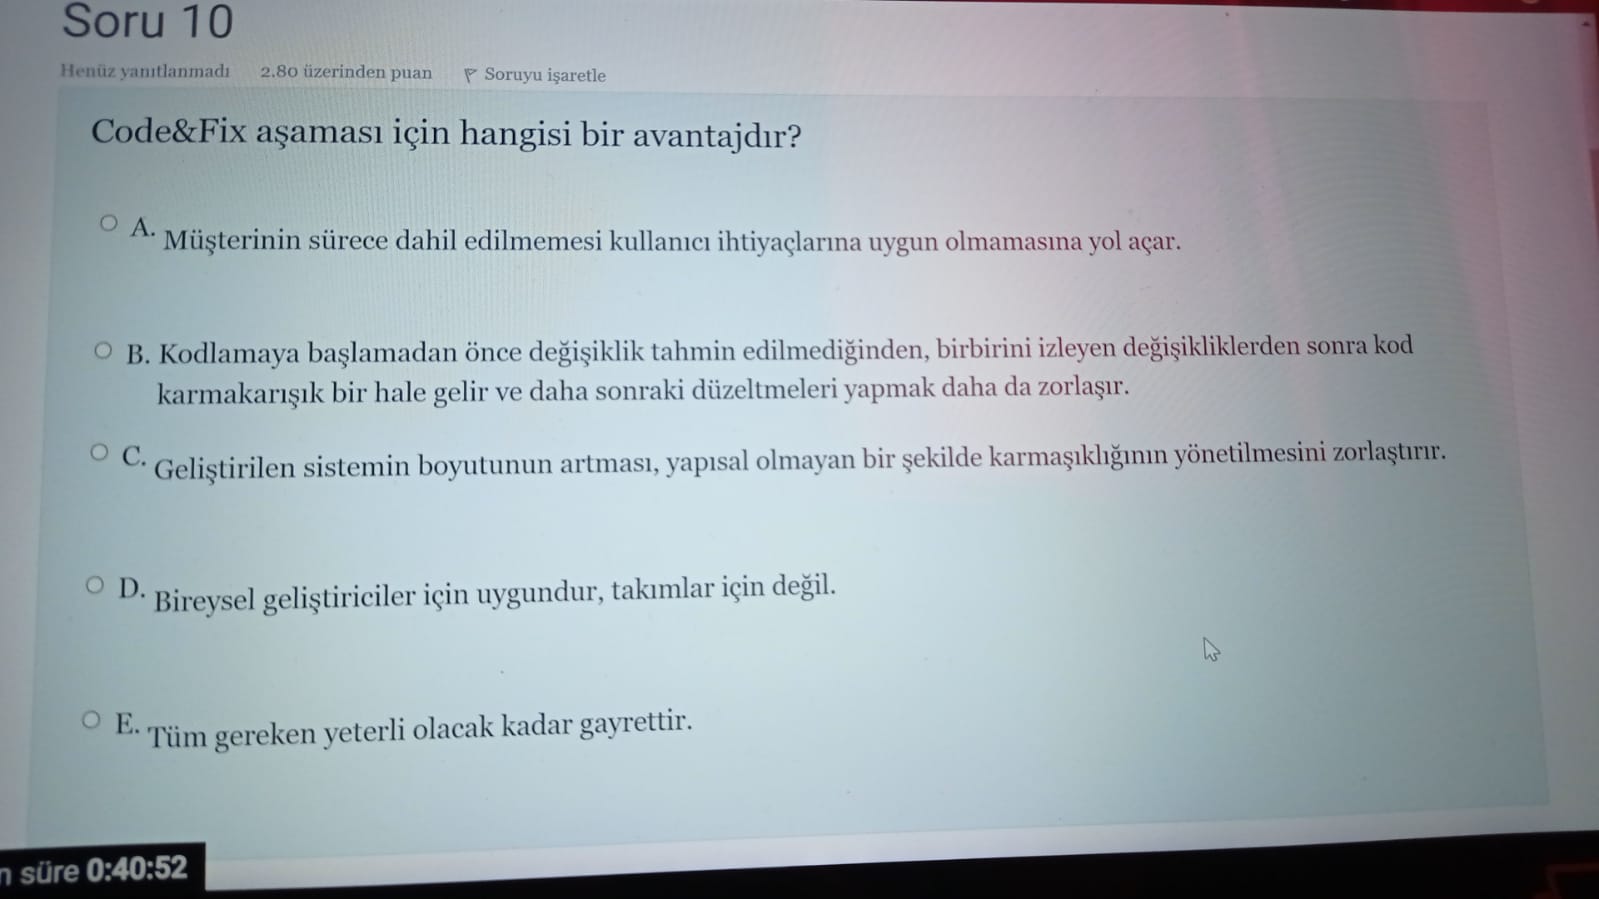 Soru 10
Henüz yanıtlanmadı 2.80 üzerinden puan Soruyu işaretle
Code&Fix aşaması için hangisi bir avantajdır?
A. Müşterinin sürece dahil edilmemesi kullanıcı ihtiyaçlarına uygun olmamasına yol açar.
B. Kodlamaya başlamadan önce değişiklik tahmin edilmediğinden, birbirini izleyen değişikliklerden sonra kod
karmakarışık bir hale gelir ve daha sonraki düzeltmeleri yapmak daha da zorlaşır.
C. Geliştirilen sistemin boyutunun artması, yapısal olmayan bir şekilde karmaşıklığının yönetilmesini zorlaştırır.
D. Bireysel geliştiriciler için uygundur, takımlar için değil.
E. Tüm gereken yeterli olacak kadar gayrettir.
n süre 0:40:52